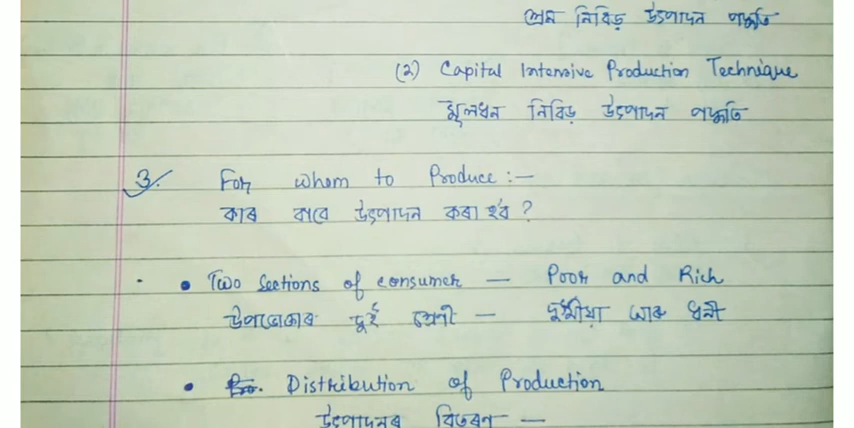 শ্ৰম নিবিড় উৎপাদন পদ্ধতি
(2) Capital Intensive Production Technique
মূলধন নিবিড় উৎপাদন পদ্ধতি
3. For whom to Produce :—
কাৰ বাবে উৎপাদন কৰা হ'ব ?
• Two Sections of consumer — Poor and Rich
উপভোক্তাৰ দুই শ্ৰেণী — দুখীয়া আৰু ধনী
• Distribution of Production
উৎপাদনৰ বিতৰণ —